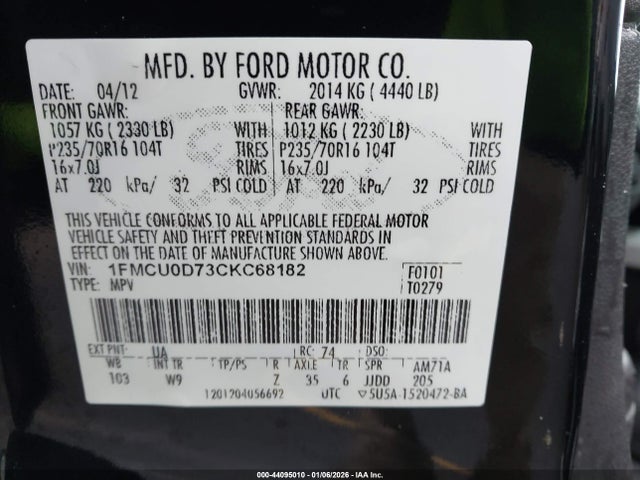 MFD. BY FORD MOTOR CO.
DATE: 04/12 GVWR: 2014 KG ( 4440 LB)
FRONT GAWR: REAR GAWR:
1057 KG ( 2330 LB) WITH 1012 KG ( 2230 LB) WITH
P235/70R16 104T TIRES P235/70R16 104T TIRES
16x7.0J RIMS 16x7.0J RIMS
AT 220 kPa/ 32 PSI COLD AT 220 kPa/ 32 PSI COLD
THIS VEHICLE CONFORMS TO ALL APPLICABLE FEDERAL MOTOR
VEHICLE SAFETY AND THEFT PREVENTION STANDARDS IN
EFFECT ON THE DATE OF MANUFACTURE SHOWN ABOVE.
VIN: 1FMCU0D73CKC68182 F0101
TYPE: MPV T0279
EXT PNT: UA RC: 74 DSO:
WB INT TR TP/PS R AXLE TR SPR AM71A
103 W9 Z 35 6 JJDD 205
1201204056692 UTC ▽5U5A-1520472-BA
000-44095010 - 01/06/2026 - IAA Inc.